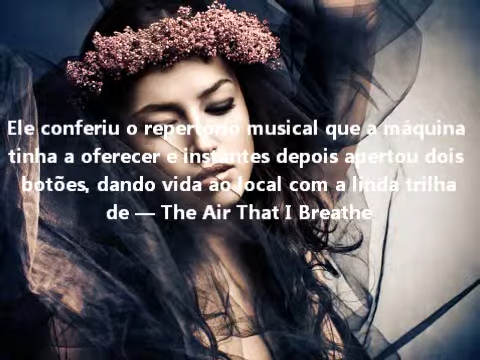 Ele conferiu o repertório musical que a máquina
tinha a oferecer e instantes depois apertou dois
botões, dando vida ao local com a linda trilha
de — The Air That I Breathe